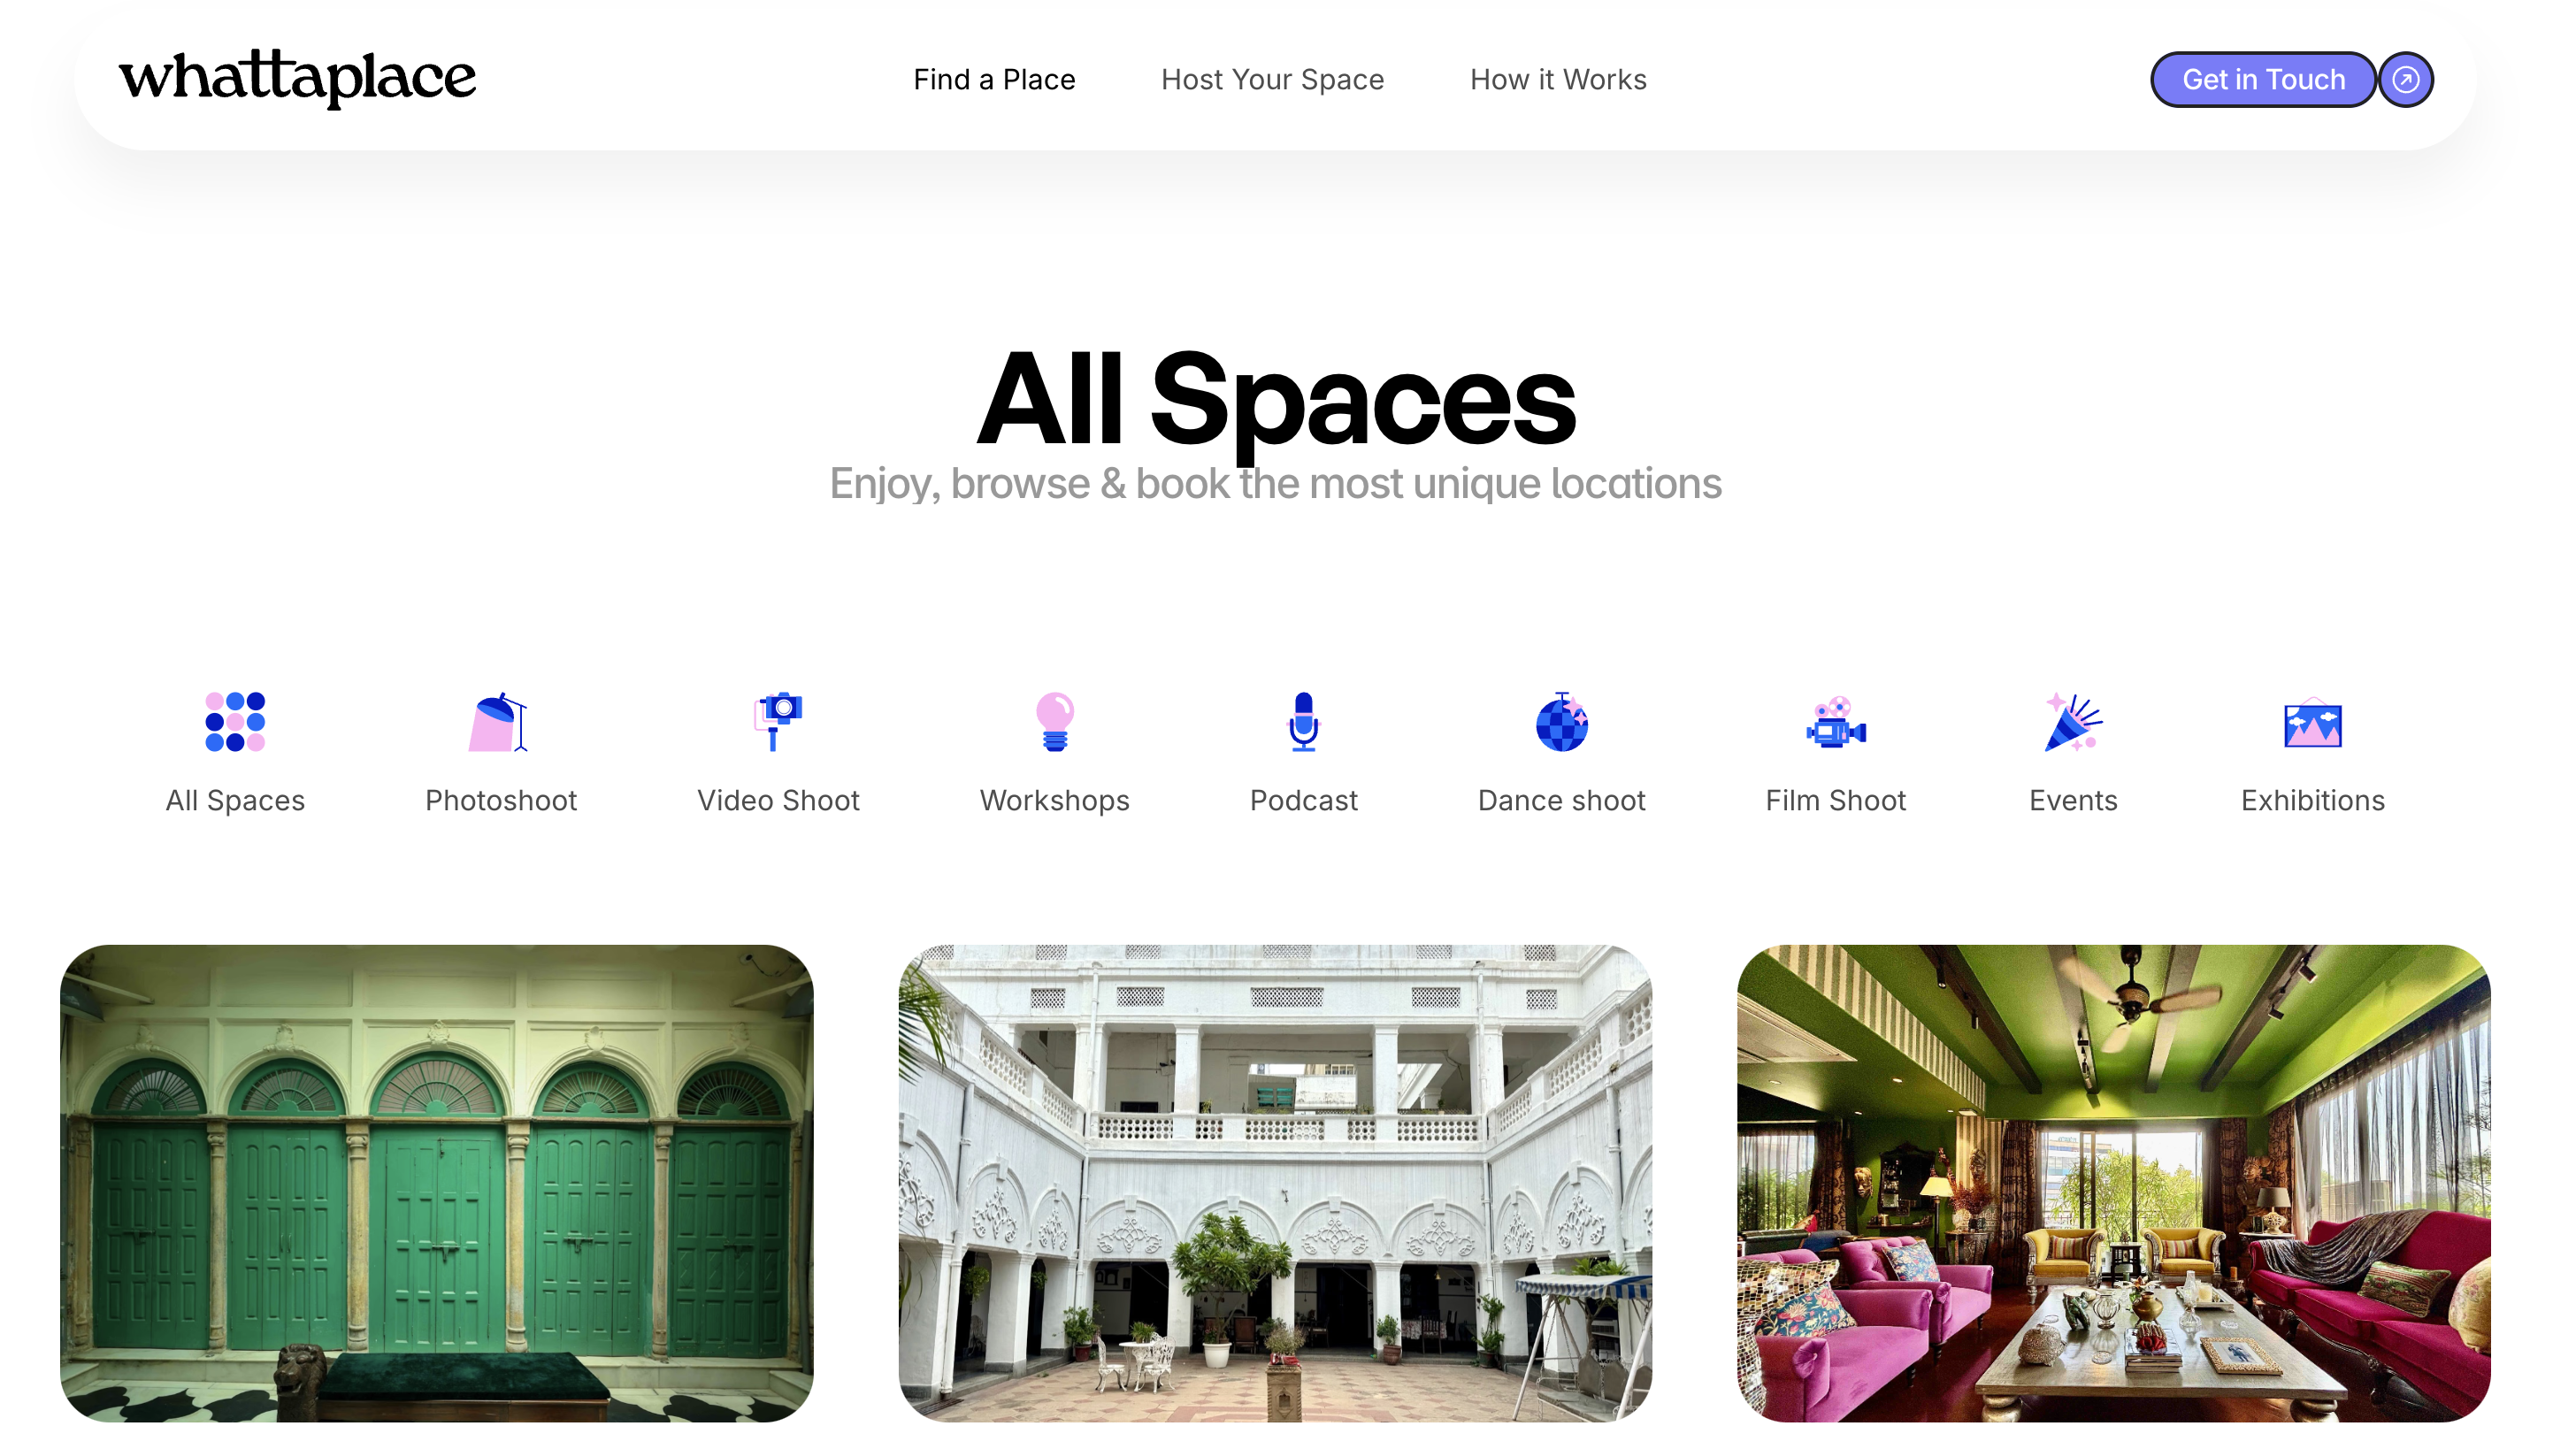 whattaplace
Find a Place
Host Your Space
How it Works
Get in Touch
All Spaces
Enjoy, browse & book the most unique locations
All Spaces
Photoshoot
Video Shoot
Workshops
Podcast
Dance shoot
Film Shoot
Events
Exhibitions